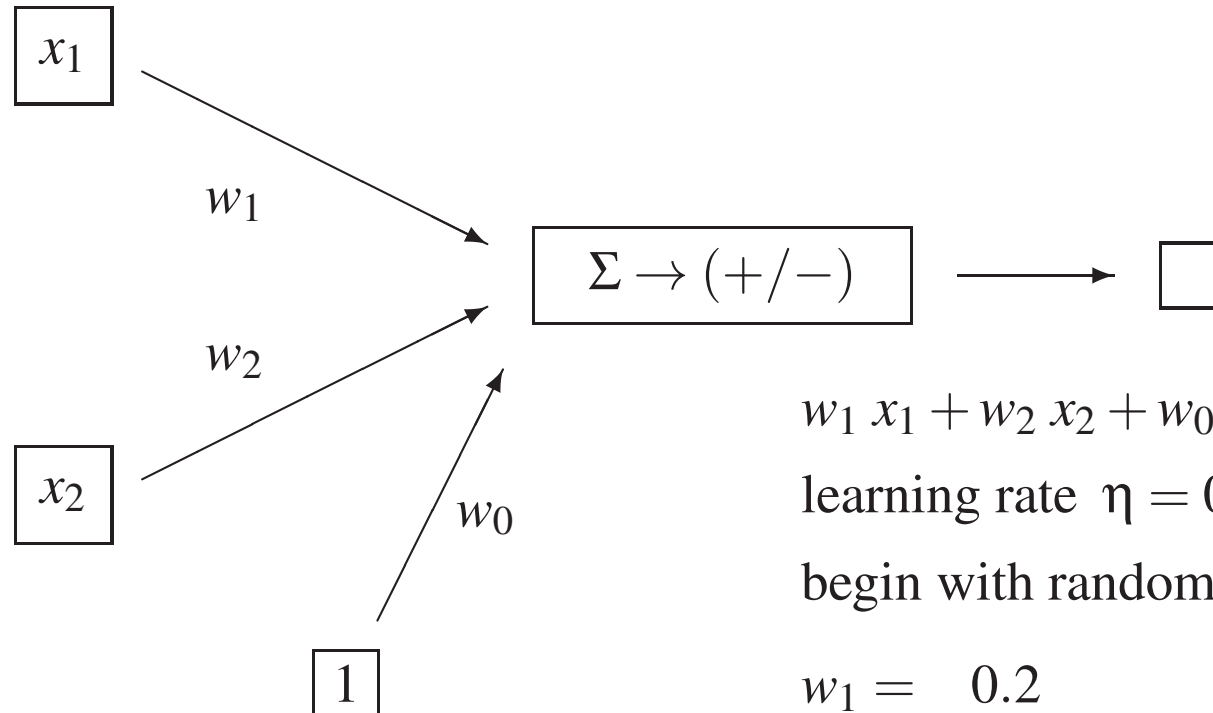 x₁
w₁
Σ → (+/−)
w₂
w₁ x₁ + w₂ x₂ + w₀
x₂
learning rate η =
w₀
begin with random
1
w₁ = 0.2